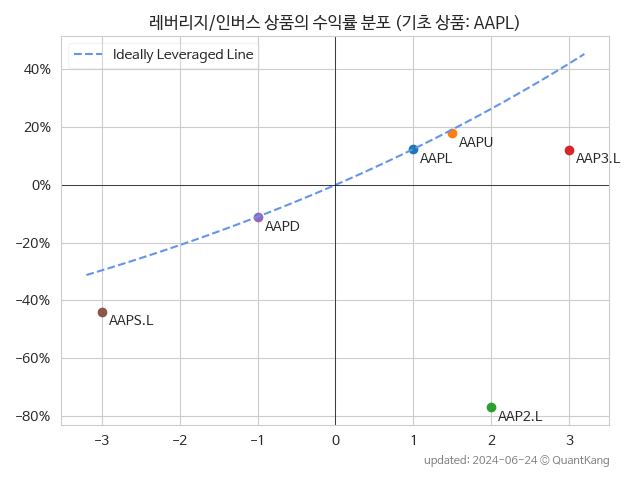 레버리지/인버스 상품의 수익률 분포 (기초 상품: AAPL)
Ideally Leveraged Line
40%
20%
0%
−20%
−40%
−60%
−80%
AAPU
AAPL
AAP3.L
AAPD
AAPS.L
AAP2.L
−3 −2 −1 0 1 2 3
updated: 2024-06-24 © QuantKang